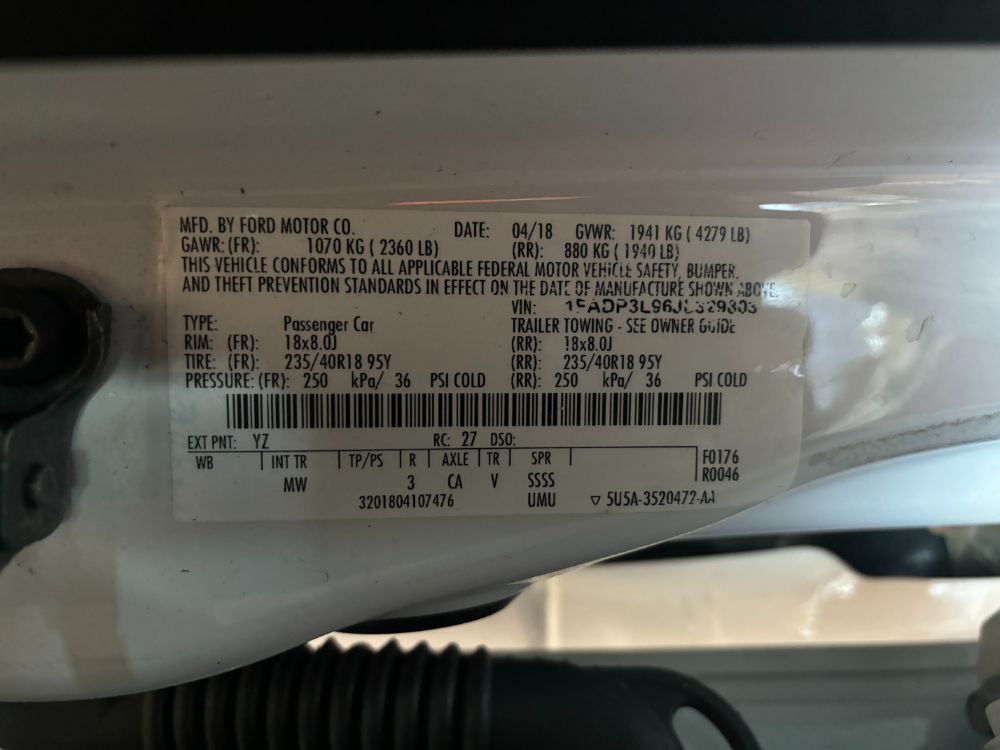 MFD. BY FORD MOTOR CO. DATE: 04/18 GVWR: 1941 KG ( 4279 LB)
GAWR: (FR): 1070 KG ( 2360 LB) (RR): 880 KG ( 1940 LB)
THIS VEHICLE CONFORMS TO ALL APPLICABLE FEDERAL MOTOR VEHICLE SAFETY, BUMPER,
AND THEFT PREVENTION STANDARDS IN EFFECT ON THE DATE OF MANUFACTURE SHOWN ABOVE.
VIN: 1FADP3L96JL329303
TYPE: Passenger Car TRAILER TOWING - SEE OWNER GUIDE
RIM: (FR): 18x8.0J (RR): 18x8.0J
TIRE: (FR): 235/40R18 95Y (RR): 235/40R18 95Y
PRESSURE: (FR): 250 kPa/ 36 PSI COLD (RR): 250 kPa/ 36 PSI COLD
EXT PNT: YZ RC: 27 DSO:
WB INT TR TP/PS R AXLE TR SPR F0176
MW 3 CA V SSSS R0046
3201804107476 UMU ▽ 5U5A-3520472-AA